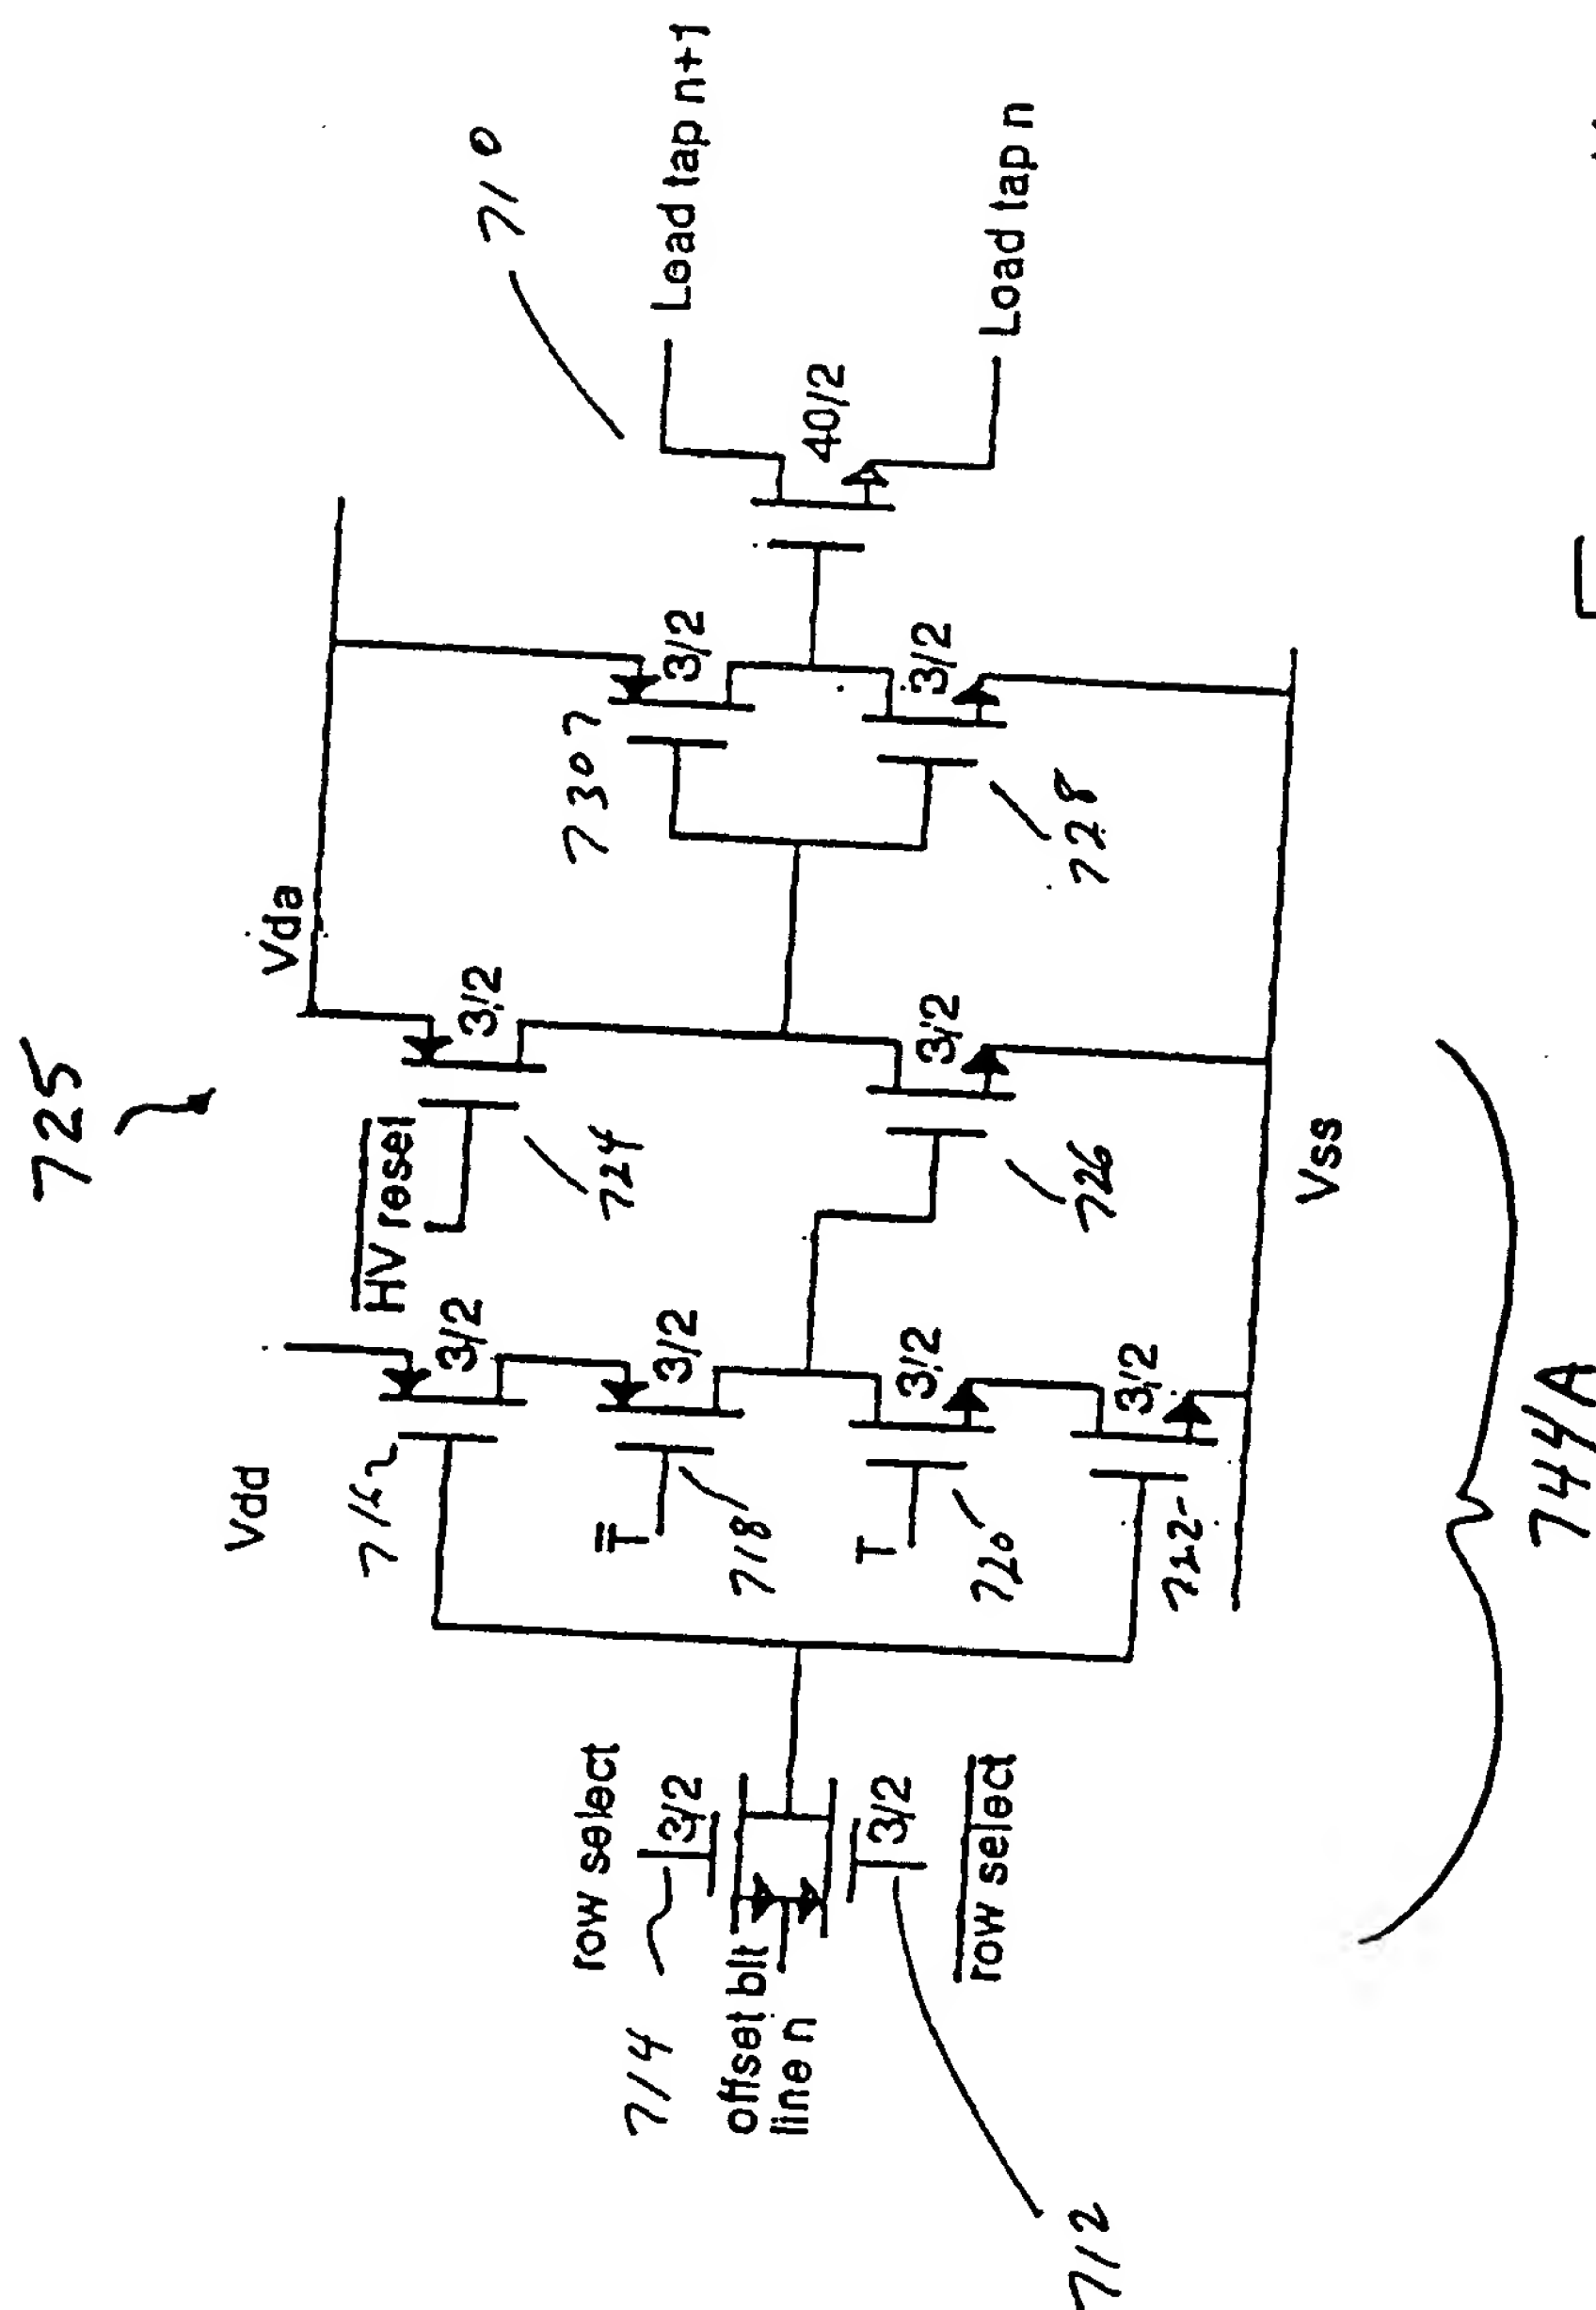 725
Vdd
Vda
HV reset
716
3/2
3/2
724
7307
3/2
710
Load tap n+1
row select
714
3/2
T
718
3/2
40/2
offset bit
line n
T
720
3/2
3/2
726
3/2
728
Load tap n
3/2
row select
712
722
3/2
Vss
744A